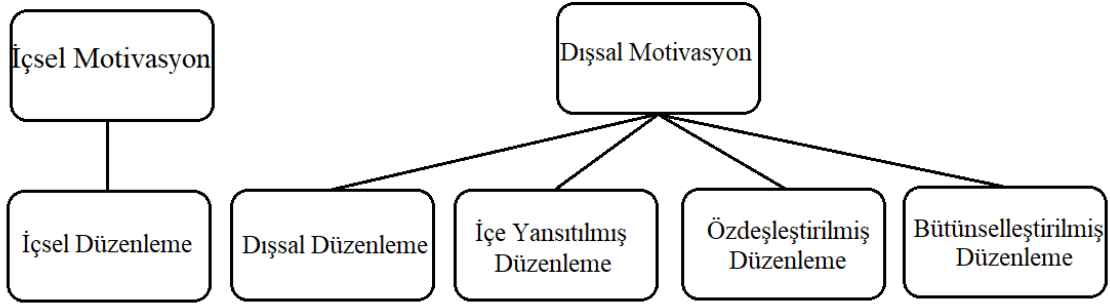 İçsel Motivasyon
Dışsal Motivasyon
İçsel Düzenleme
Dışsal Düzenleme
İçe Yansıtılmış
Düzenleme
Özdeşleştirilmiş
Düzenleme
Bütünselleştirilmiş
Düzenleme